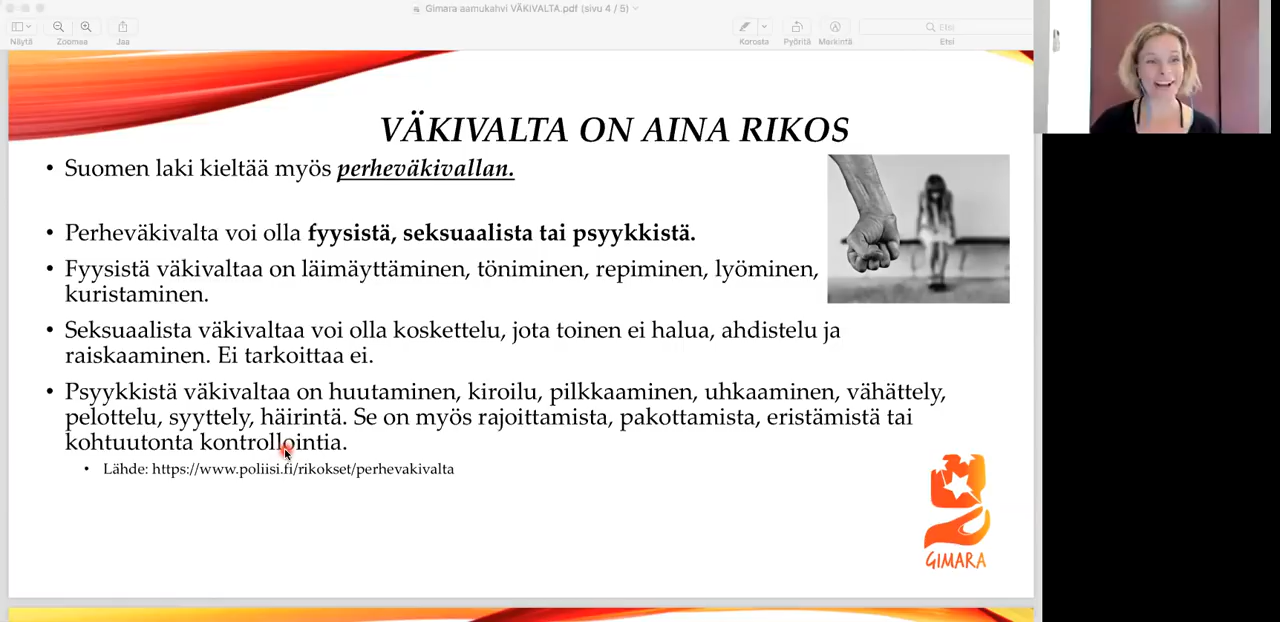 Gimara aamukahvi VÄKIVALTA.pdf (sivu 4 / 5)
Näytä
Zoomaa
Jaa
Korosta
Pyöritä
Merkintä
Etsi
Etsi
VÄKIVALTA ON AINA RIKOS
• Suomen laki kieltää myös perheväkivallan.
• Perheväkivalta voi olla fyysistä, seksuaalista tai psyykkistä.
• Fyysistä väkivaltaa on läimäyttäminen, töniminen, repiminen, lyöminen,
kuristaminen.
• Seksuaalista väkivaltaa voi olla koskettelu, jota toinen ei halua, ahdistelu ja
raiskaaminen. Ei tarkoittaa ei.
• Psyykkistä väkivaltaa on huutaminen, kiroilu, pilkkaaminen, uhkaaminen, vähättely,
pelottelu, syyttely, häirintä. Se on myös rajoittamista, pakottamista, eristämistä tai
kohtuutonta kontrollointia.
• Lähde: https://www.poliisi.fi/rikokset/perhevakivalta
GIMARA